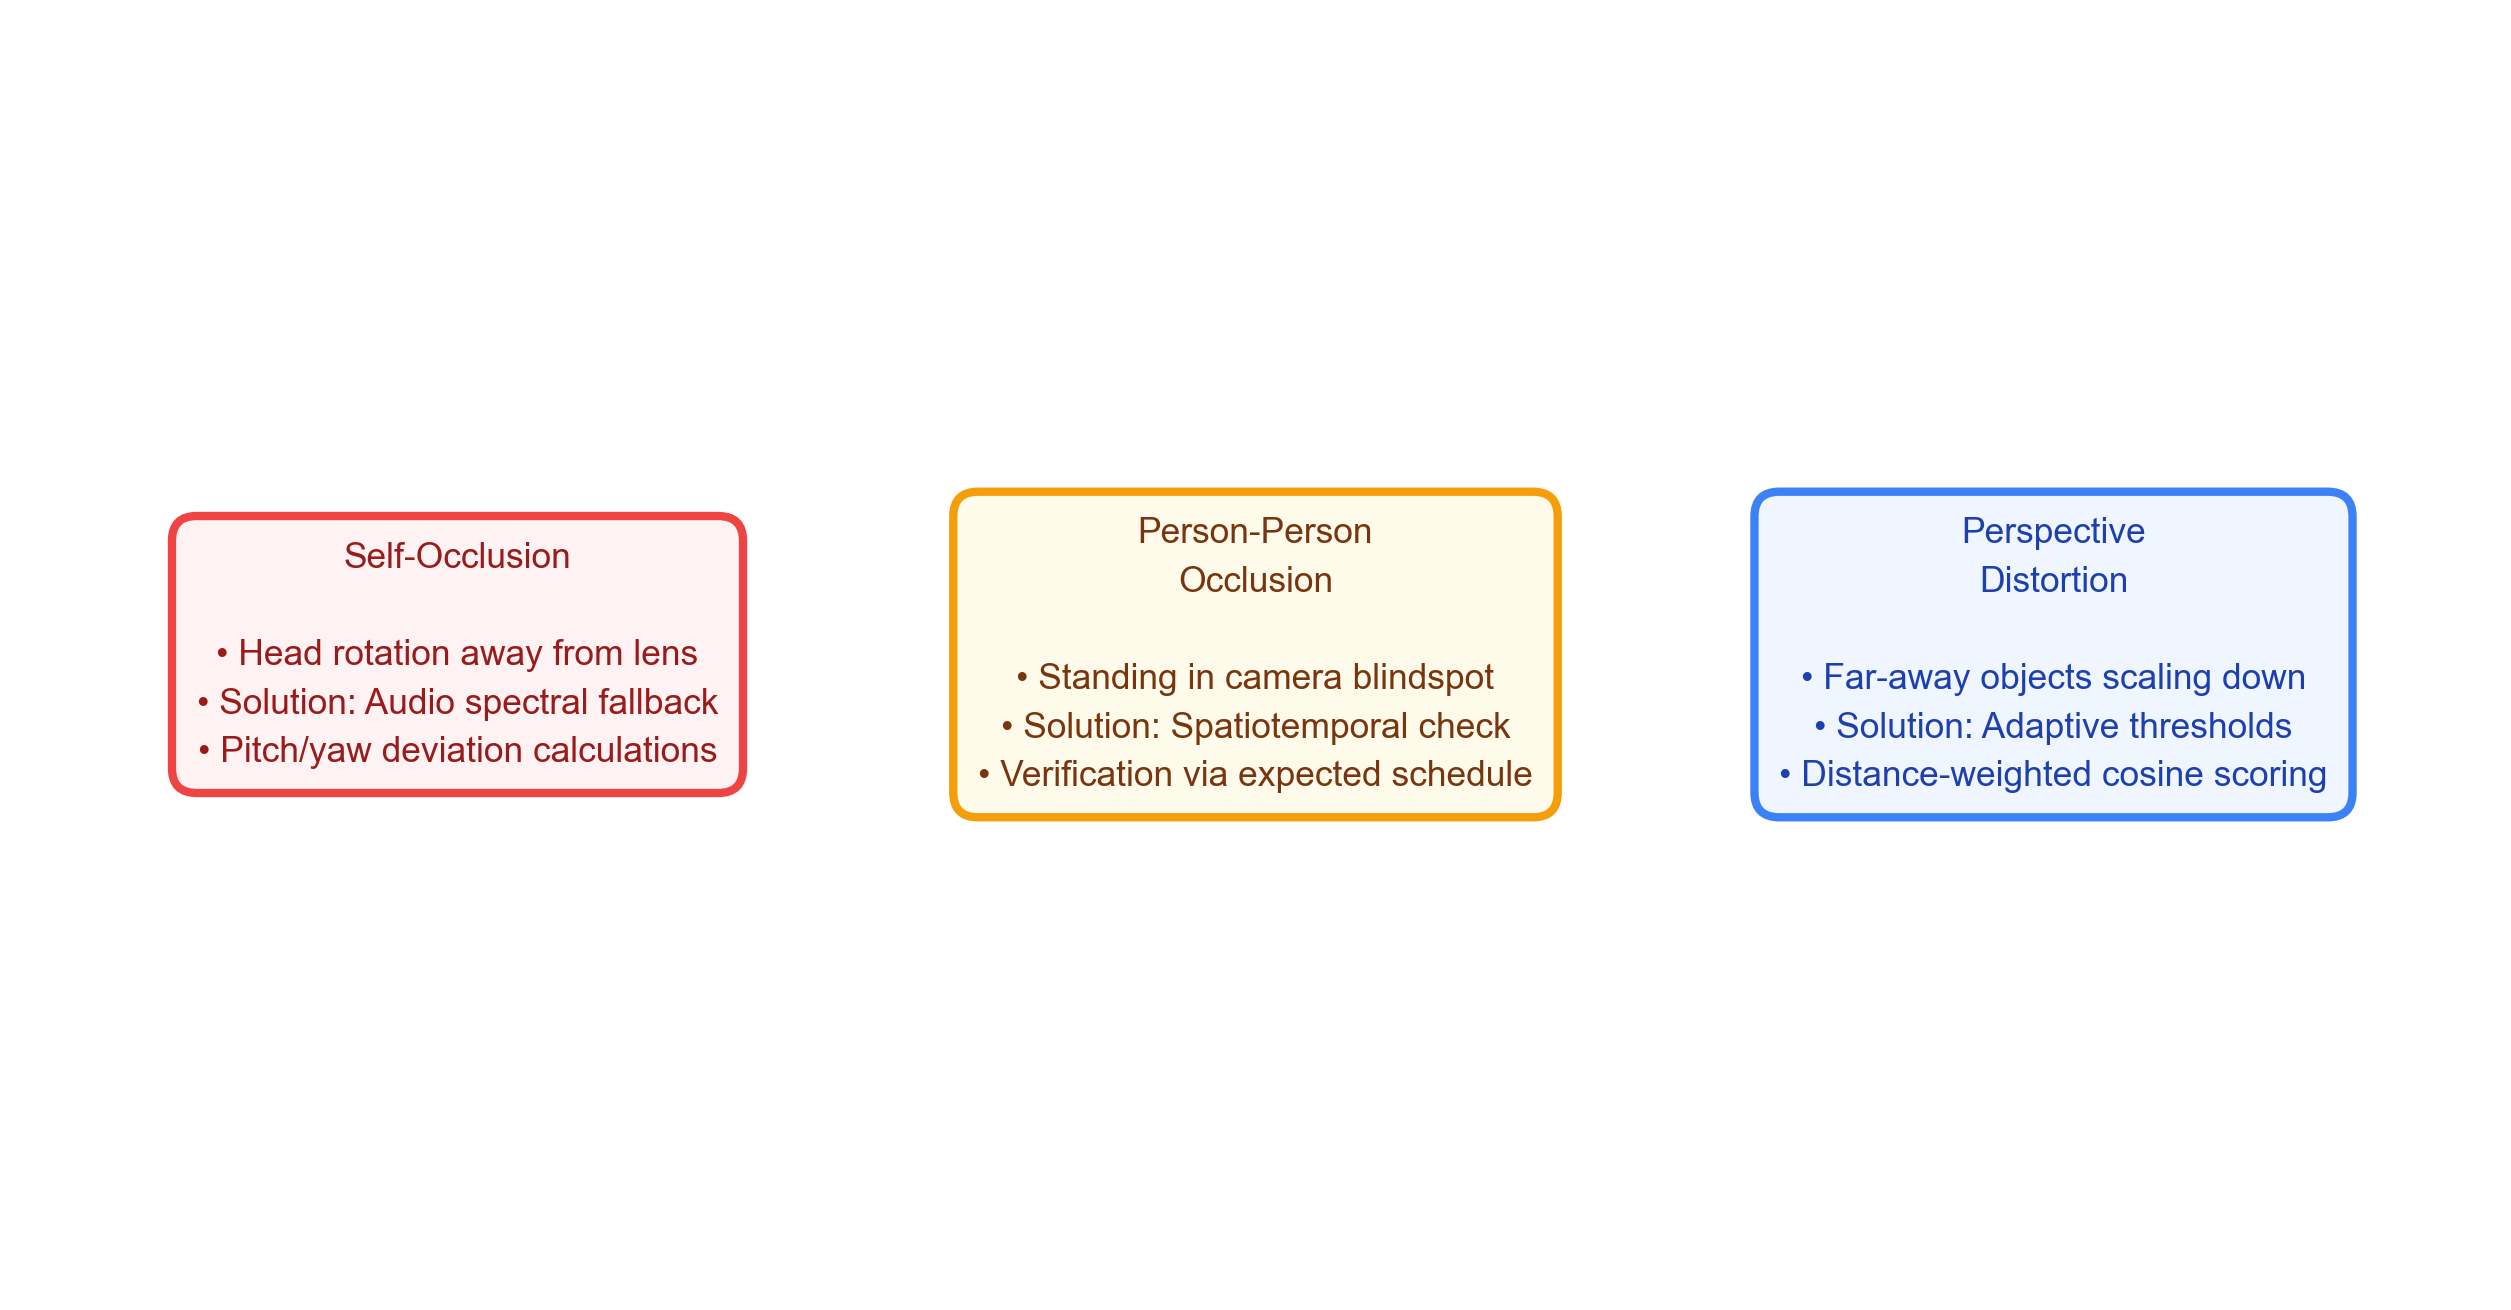 Self-Occlusion
• Head rotation away from lens
• Solution: Audio spectral fallback
• Pitch/yaw deviation calculations
Person-Person
Occlusion
• Standing in camera blindspot
• Solution: Spatiotemporal check
• Verification via expected schedule
Perspective
Distortion
• Far-away objects scaling down
• Solution: Adaptive thresholds
• Distance-weighted cosine scoring